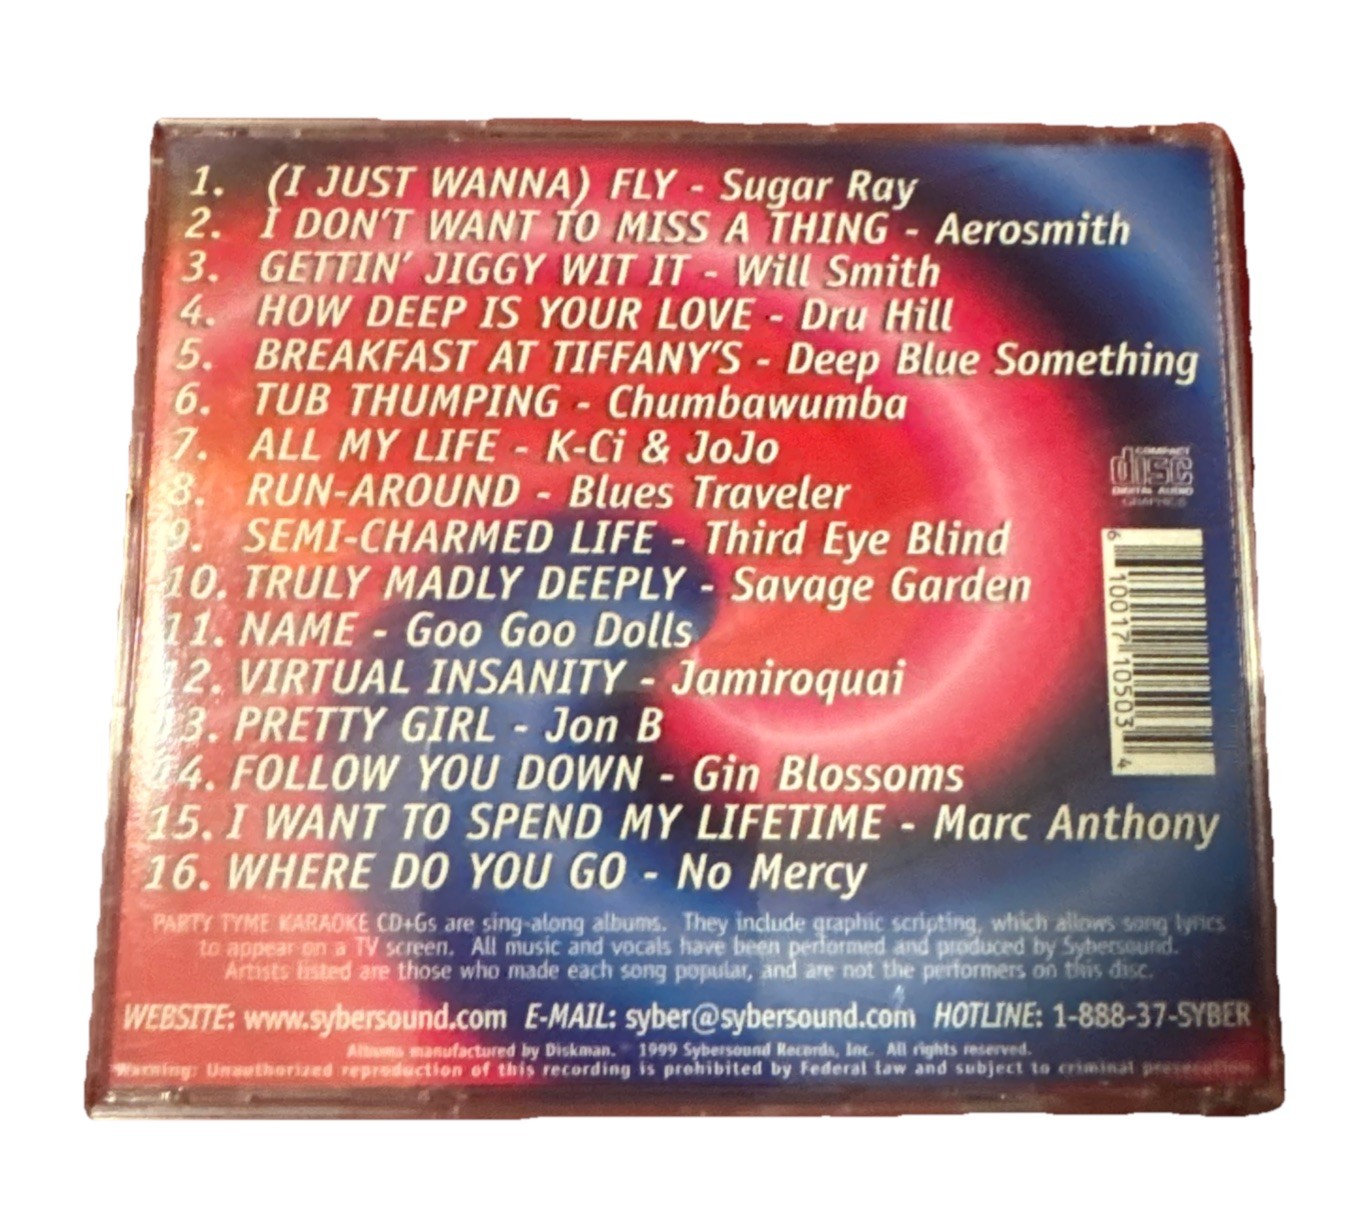 1. (I JUST WANNA) FLY - Sugar Ray
2. I DON'T WANT TO MISS A THING - Aerosmith
3. GETTIN' JIGGY WIT IT - Will Smith
4. HOW DEEP IS YOUR LOVE - Dru Hill
5. BREAKFAST AT TIFFANY'S - Deep Blue Something
6. TUB THUMPING - Chumbawumba
7. ALL MY LIFE - K-Ci & JoJo
8. RUN-AROUND - Blues Traveler
9. SEMI-CHARMED LIFE - Third Eye Blind
10. TRULY MADLY DEEPLY - Savage Garden
11. NAME - Goo Goo Dolls
12. VIRTUAL INSANITY - Jamiroquai
13. PRETTY GIRL - Jon B
14. FOLLOW YOU DOWN - Gin Blossoms
15. I WANT TO SPEND MY LIFETIME - Marc Anthony
16. WHERE DO YOU GO - No Mercy
COMPACT
disc
DIGITAL AUDIO
GRAPHICS
6 10017 10503 4
PARTY TYME KARAOKE CD+Gs are sing-along albums. They include graphic scripting, which allows song lyrics
to appear on a TV screen. All music and vocals have been performed and produced by Sybersound.
Artists listed are those who made each song popular, and are not the performers on this disc.
WEBSITE: www.sybersound.com E-MAIL: syber@sybersound.com HOTLINE: 1-888-37-SYBER
Albums manufactured by Diskman. 1999 Sybersound Records, Inc. All rights reserved.
Warning: Unauthorized reproduction of this recording is prohibited by Federal law and subject to criminal prosecution